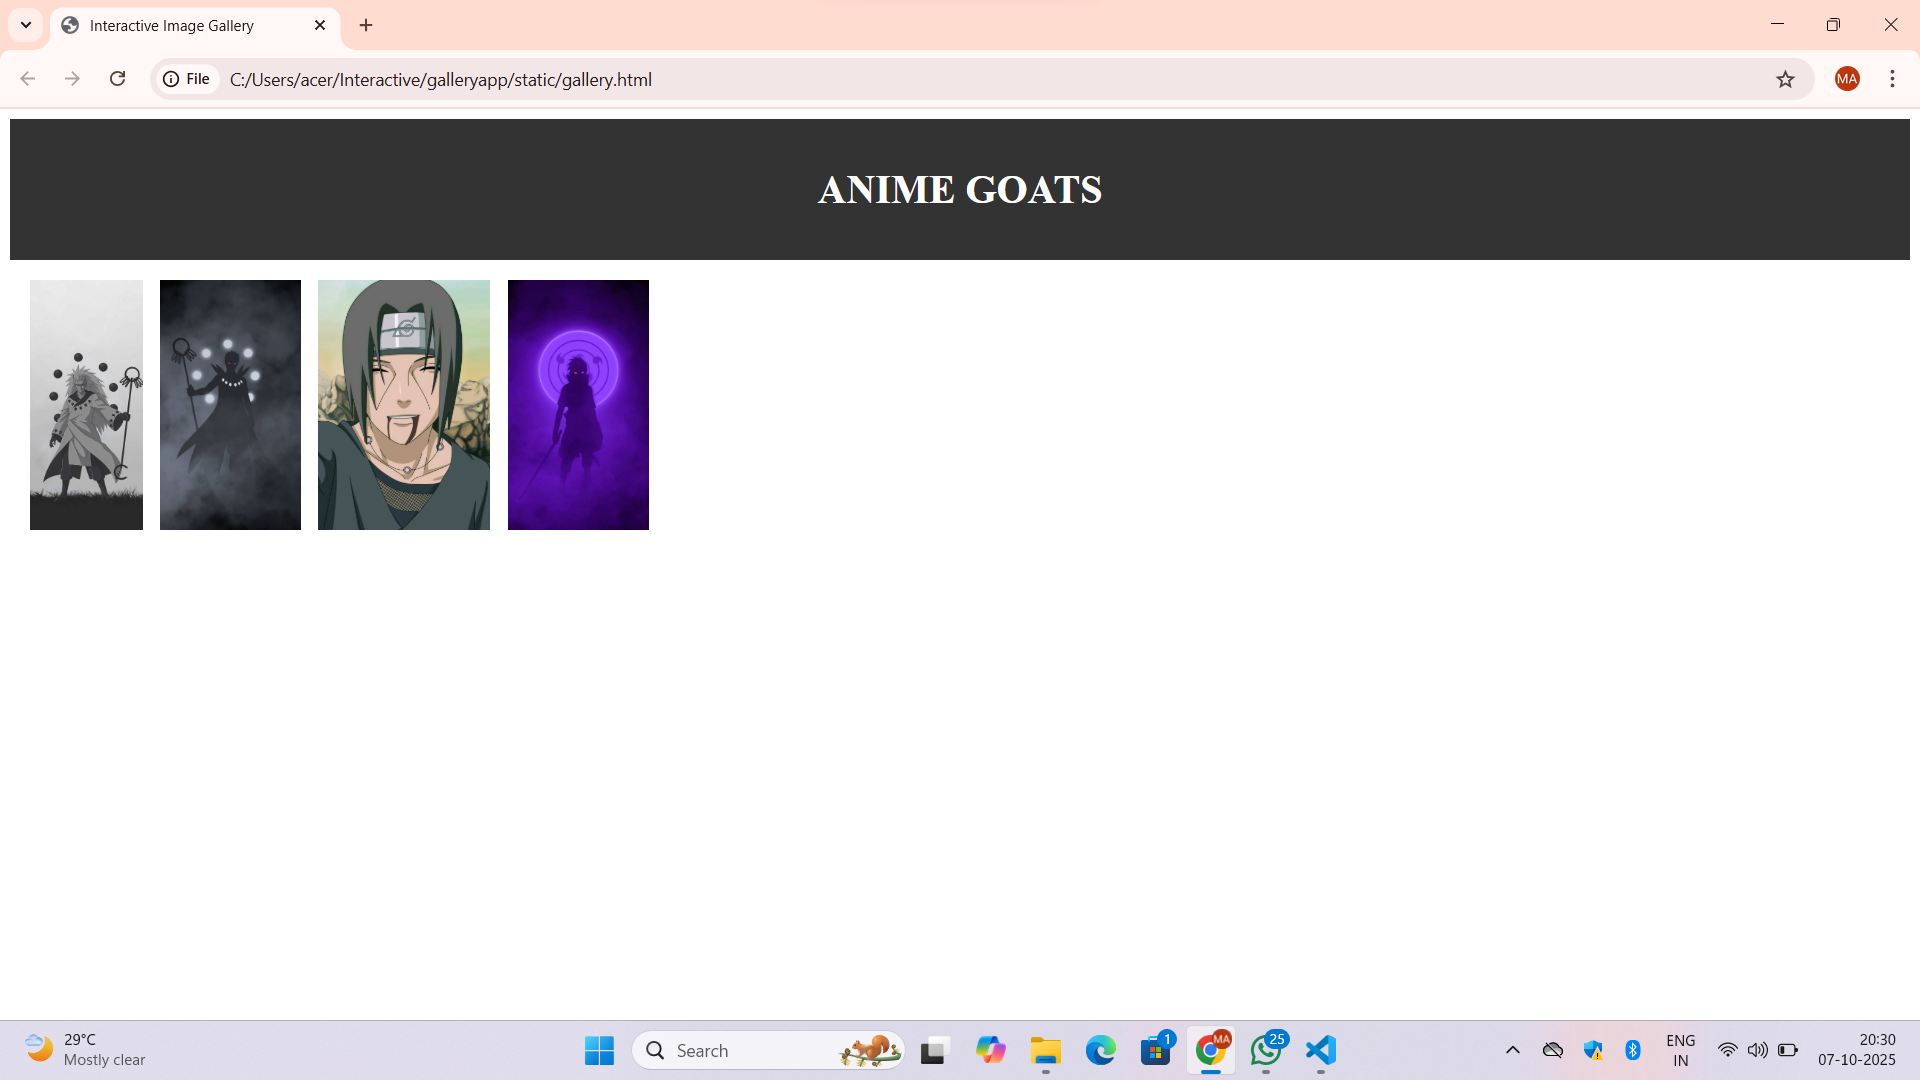 Interactive Image Gallery
File
C:/Users/acer/Interactive/galleryapp/static/gallery.html
MA
ANIME GOATS
29°C
Mostly clear
Search
1
MA
25
ENG
IN
20:30
07-10-2025